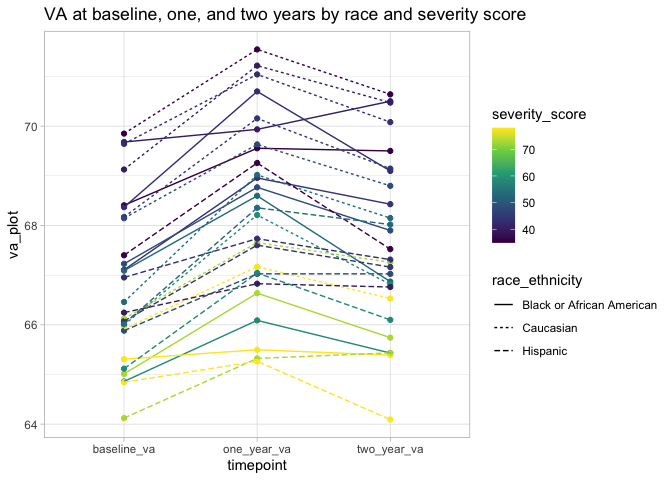 VA at baseline, one, and two years by race and severity score
va_plot
70
68
66
64
baseline_va
one_year_va
two_year_va
timepoint
severity_score
70
60
50
40
race_ethnicity
Black or African American
Caucasian
Hispanic